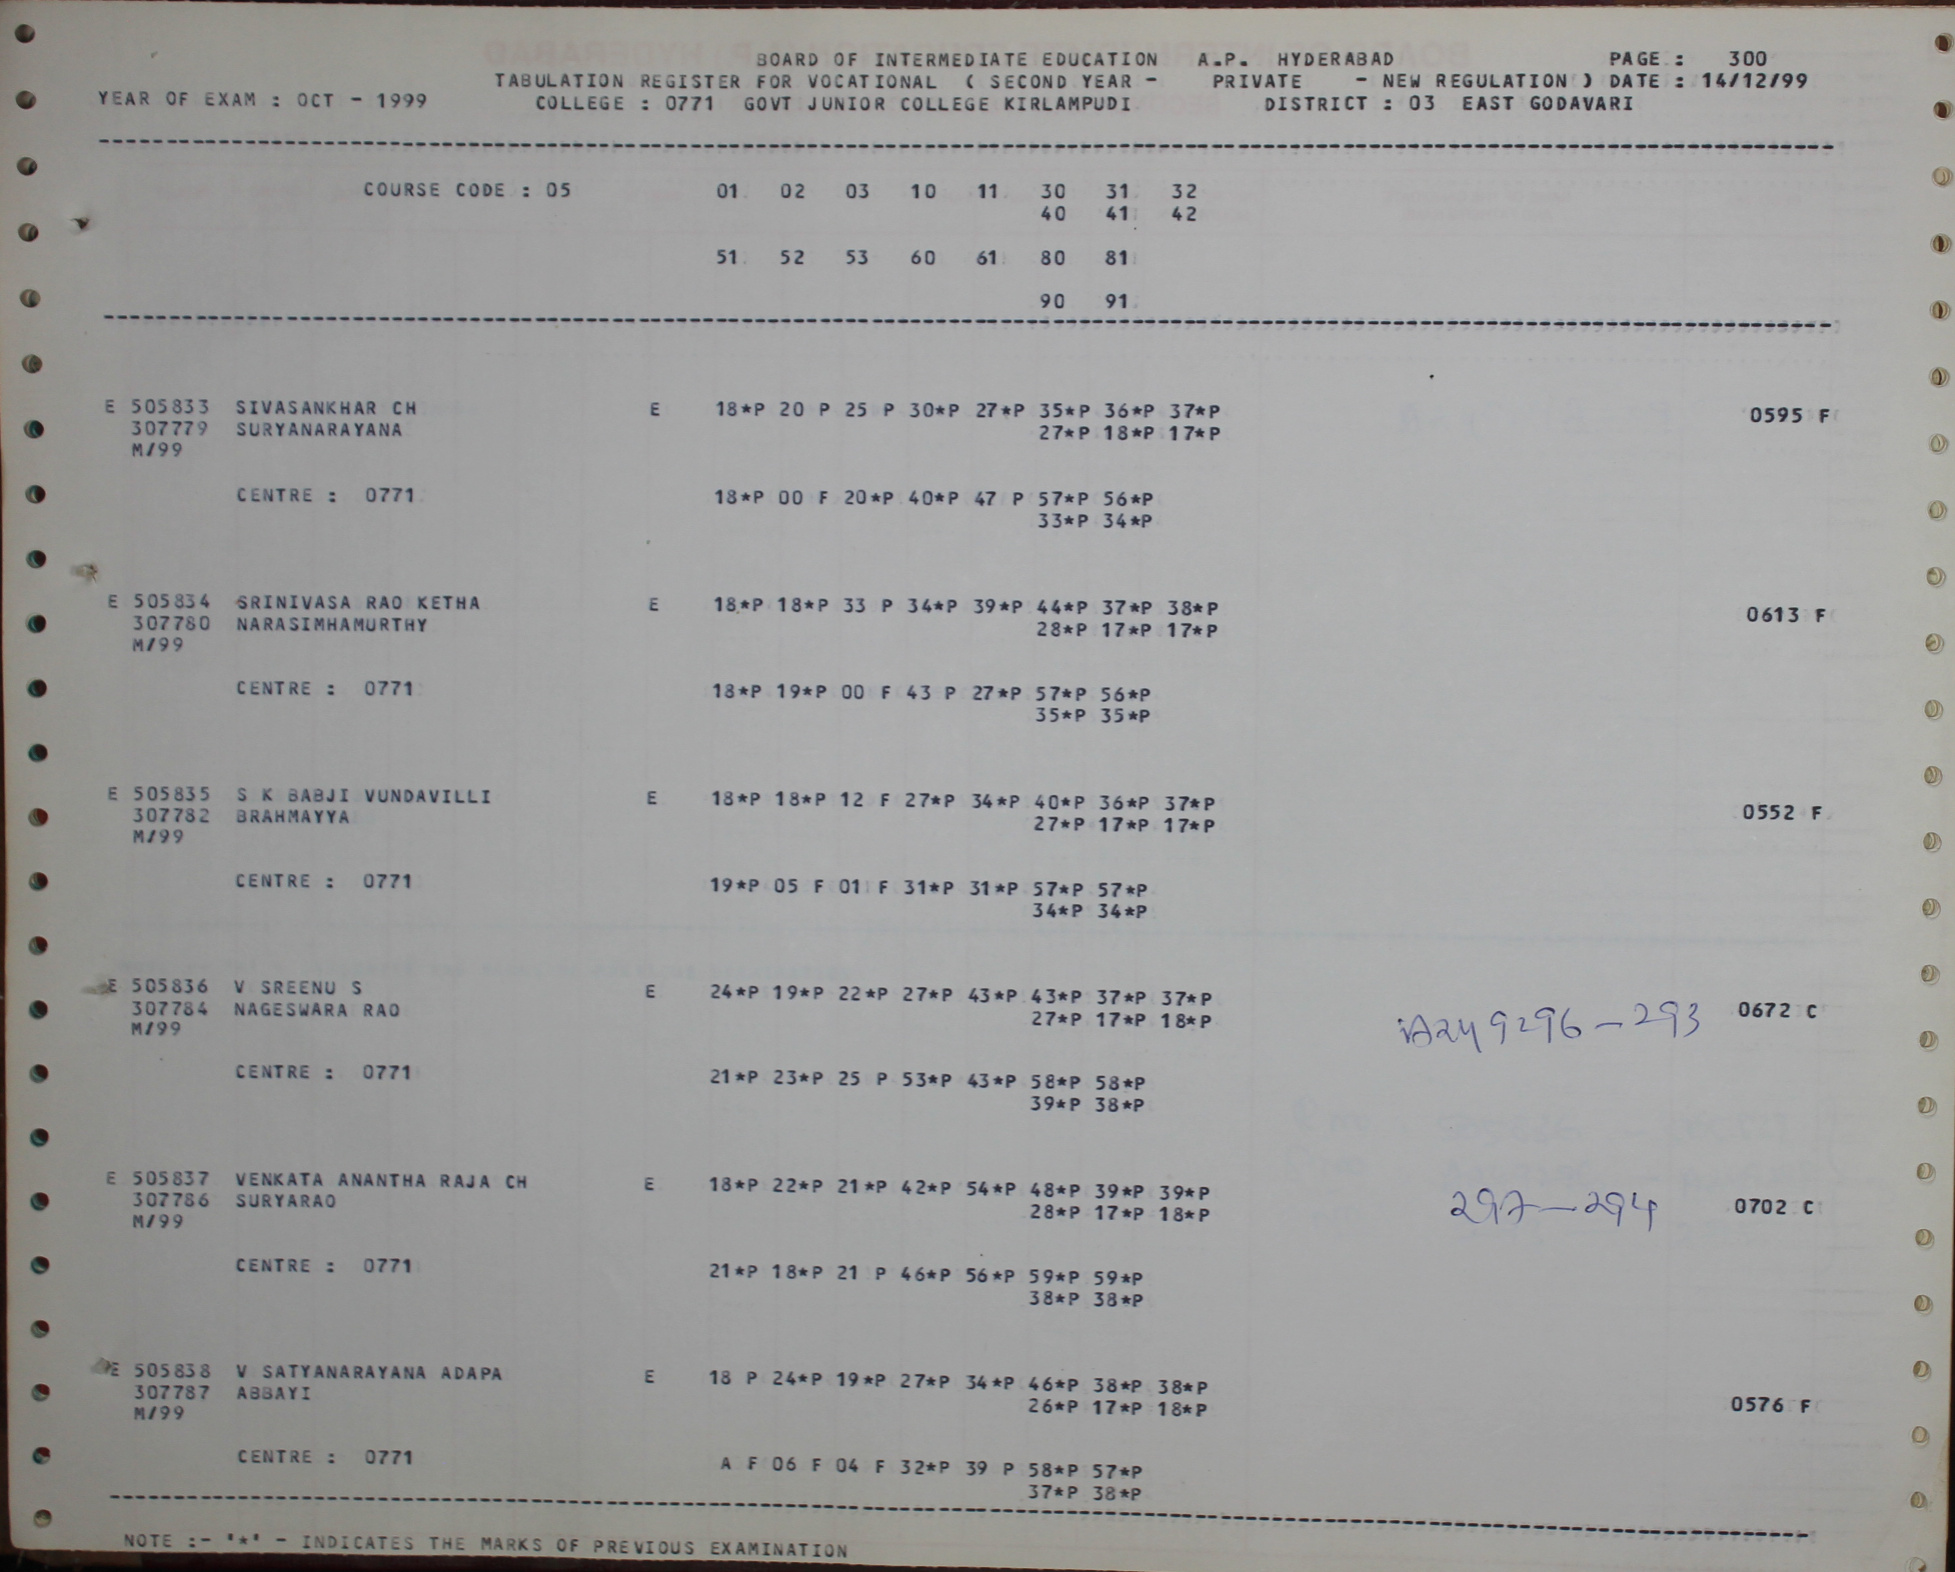 BOARD OF INTERMEDIATE EDUCATION A.P. HYDERABAD PAGE : 300
TABULATION REGISTER FOR VOCATIONAL ( SECOND YEAR - PRIVATE - NEW REGULATION ) DATE : 14/12/99
YEAR OF EXAM : OCT - 1999 COLLEGE : 0771 GOVT JUNIOR COLLEGE KIRLAMPUDI DISTRICT : 03 EAST GODAVARI
COURSE CODE : 05 01 02 03 10 11 30 31 32
40 41 42
51 52 53 60 61 80 81
90 91
E 505833 SIVASANKHAR CH E 18*P 20 P 25 P 30*P 27*P 35*P 36*P 37*P 0595 F
307779 SURYANARAYANA 27*P 18*P 17*P
M/99
CENTRE : 0771 18*P 00 F 20*P 40*P 47 P 57*P 56*P
33*P 34*P
E 505834 SRINIVASA RAO KETHA E 18*P 18*P 33 P 34*P 39*P 44*P 37*P 38*P 0613 F
307780 NARASIMHAMURTHY 28*P 17*P 17*P
M/99
CENTRE : 0771 18*P 19*P 00 F 43 P 27*P 57*P 56*P
35*P 35*P
E 505835 S K BABJI VUNDAVILLI E 18*P 18*P 12 F 27*P 34*P 40*P 36*P 37*P 0552 F
307782 BRAHMAYYA 27*P 17*P 17*P
M/99
CENTRE : 0771 19*P 05 F 01 F 31*P 31*P 57*P 57*P
34*P 34*P
E 505836 V SREENU S E 24*P 19*P 22*P 27*P 43*P 43*P 37*P 37*P 0672 C
307784 NAGESWARA RAO 27*P 17*P 18*P 9296-293
M/99
CENTRE : 0771 21*P 23*P 25 P 53*P 43*P 58*P 58*P
39*P 38*P
E 505837 VENKATA ANANTHA RAJA CH E 18*P 22*P 21*P 42*P 54*P 48*P 39*P 39*P 0702 C
307786 SURYARAO 28*P 17*P 18*P 297-294
M/99
CENTRE : 0771 21*P 18*P 21 P 46*P 56*P 59*P 59*P
38*P 38*P
E 505838 V SATYANARAYANA ADAPA E 18 P 24*P 19*P 27*P 34*P 46*P 38*P 38*P
307787 ABBAYI 26*P 17*P 18*P 0576 F
M/99
CENTRE : 0771 A F 06 F 04 F 32*P 39 P 58*P 57*P
37*P 38*P
NOTE :- '*' - INDICATES THE MARKS OF PREVIOUS EXAMINATION